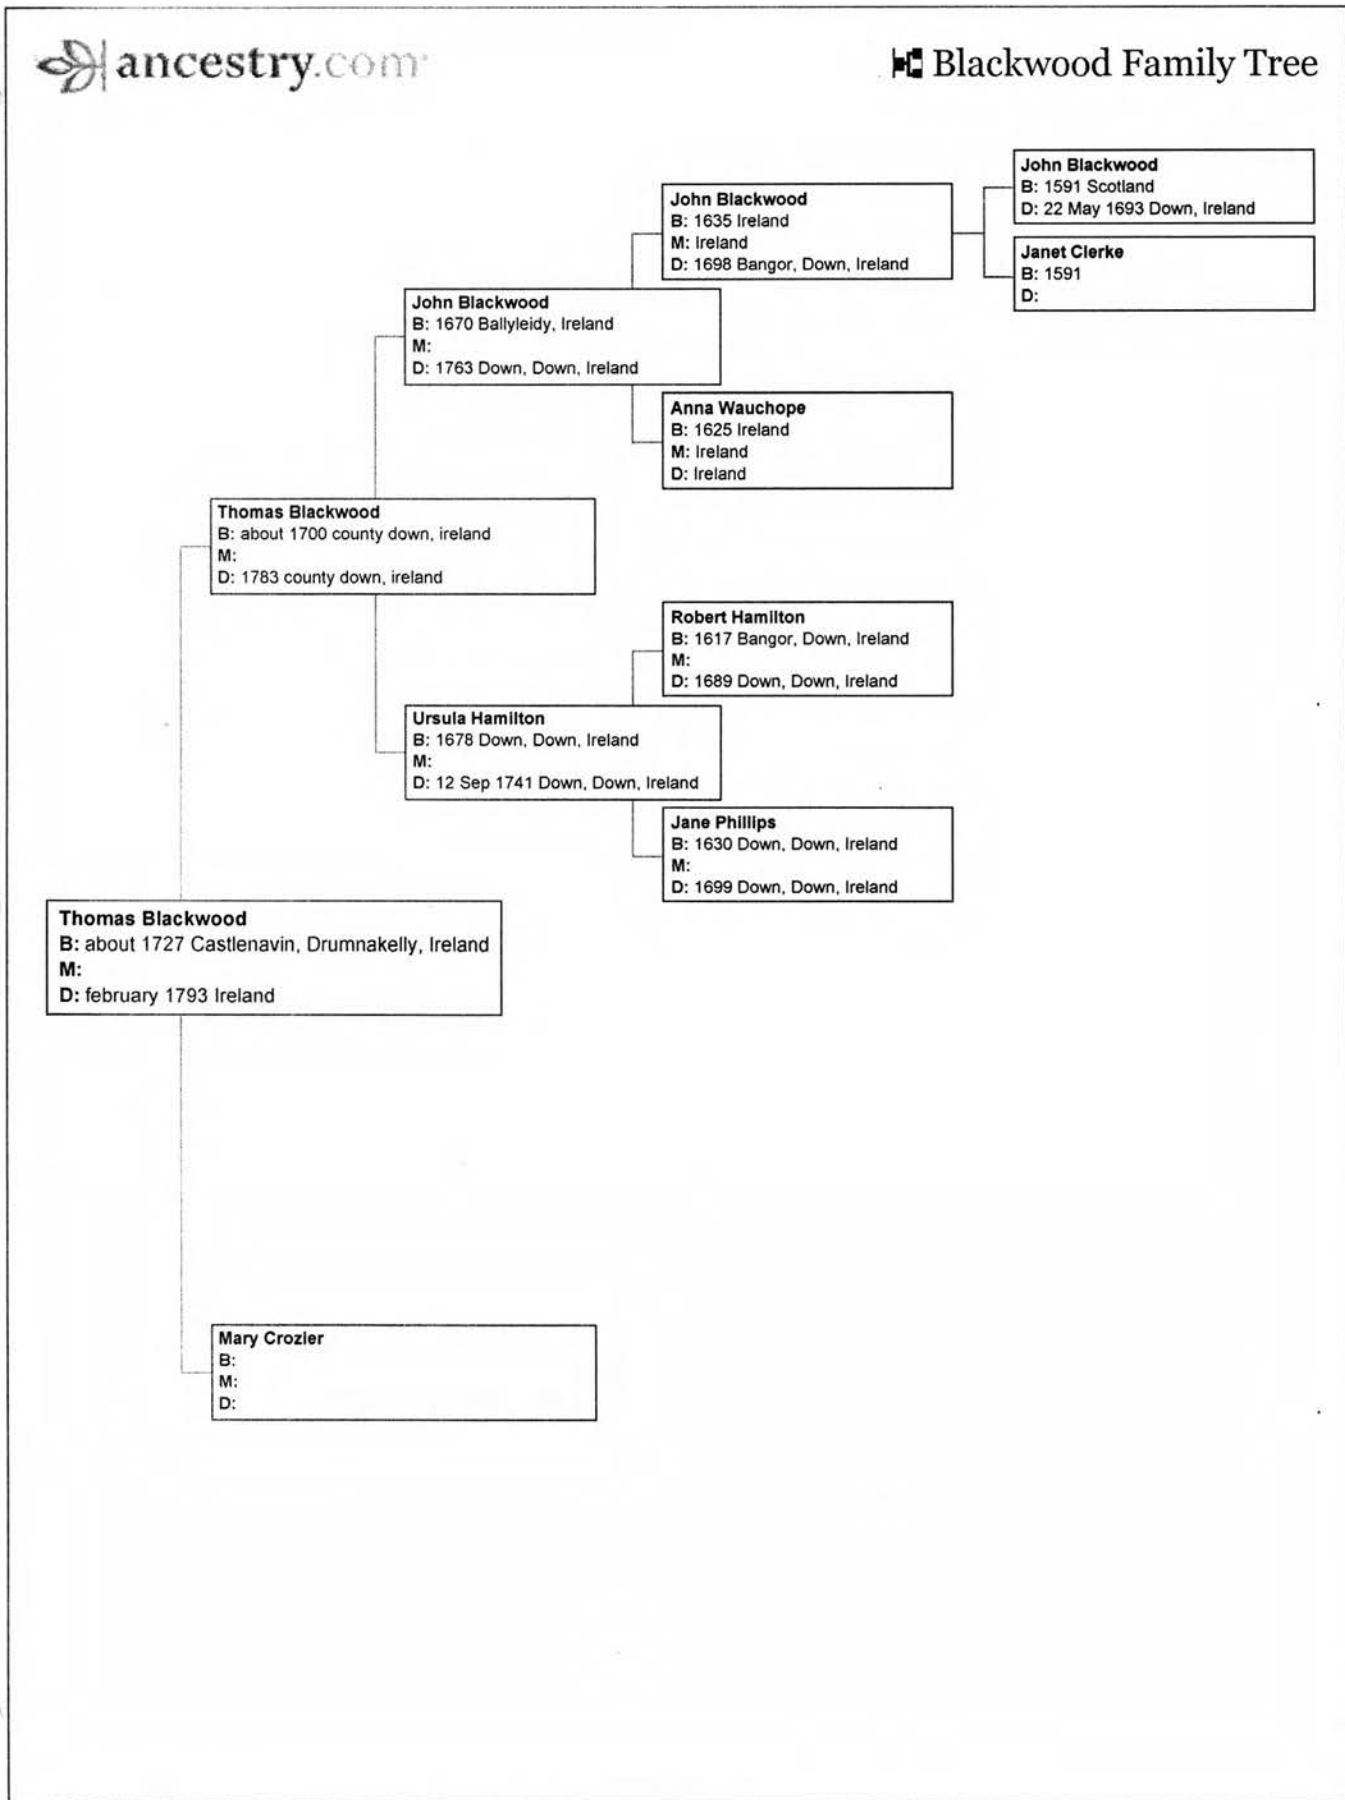 ancestry.com
Blackwood Family Tree
John Blackwood
B: 1591 Scotland
D: 22 May 1693 Down, Ireland
John Blackwood
B: 1635 Ireland
M: Ireland
D: 1698 Bangor, Down, Ireland
Janet Clerke
B: 1591
D:
John Blackwood
B: 1670 Ballyleidy, Ireland
M:
D: 1763 Down, Down, Ireland
Anna Wauchope
B: 1625 Ireland
M: Ireland
D: Ireland
Thomas Blackwood
B: about 1700 county down, ireland
M:
D: 1783 county down, ireland
Robert Hamilton
B: 1617 Bangor, Down, Ireland
M:
D: 1689 Down, Down, Ireland
Ursula Hamilton
B: 1678 Down, Down, Ireland
M:
D: 12 Sep 1741 Down, Down, Ireland
Jane Phillips
B: 1630 Down, Down, Ireland
M:
D: 1699 Down, Down, Ireland
Thomas Blackwood
B: about 1727 Castlenavin, Drumnakelly, Ireland
M:
D: february 1793 Ireland
Mary Crozier
B:
M:
D: